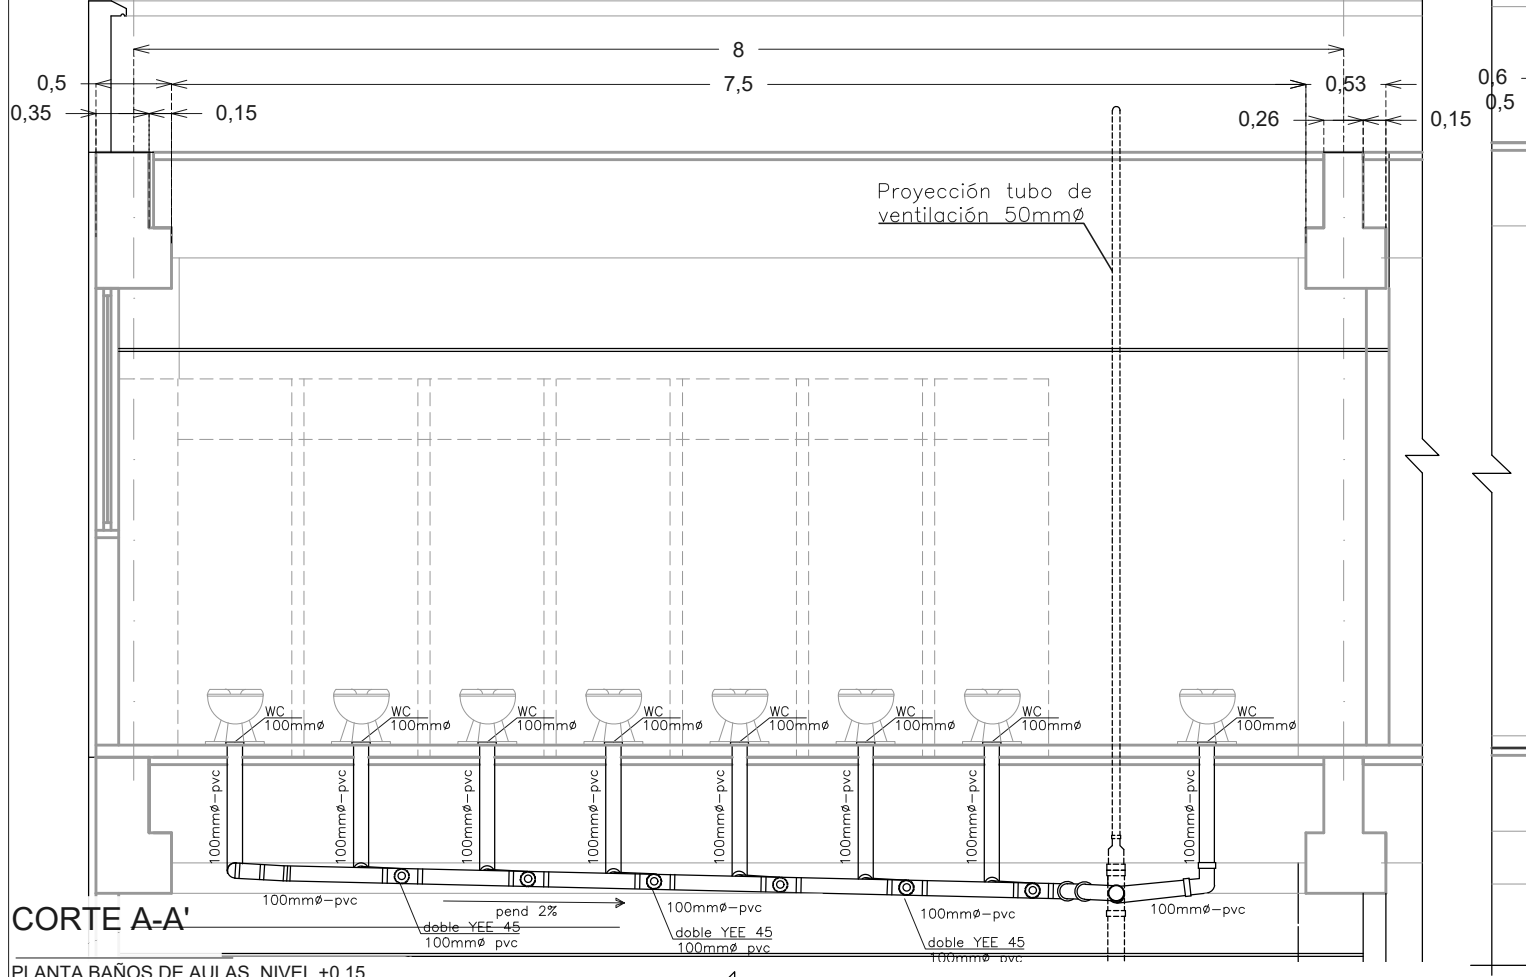 8
0,5
7,5
0,53
0,6
0,35
0,15
0,26
0,15
0,5
Proyección tubo de
ventilación 50mmø
WC
100mmø
WC
100mmø
WC
100mmø
WC
100mmø
WC
100mmø
WC
100mmø
WC
100mmø
WC
100mmø
100mmø-pvc
100mmø-pvc
100mmø-pvc
100mmø-pvc
100mmø-pvc
100mmø-pvc
100mmø-pvc
100mmø-pvc
100mmø-pvc
pend 2%
100mmø-pvc
100mmø-pvc
100mmø-pvc
doble YEE 45
100mmø pvc
doble YEE 45
100mmø pvc
doble YEE 45
100mmø pvc
CORTE A-A'
PLANTA BAÑOS DE AULAS NIVEL +0.15